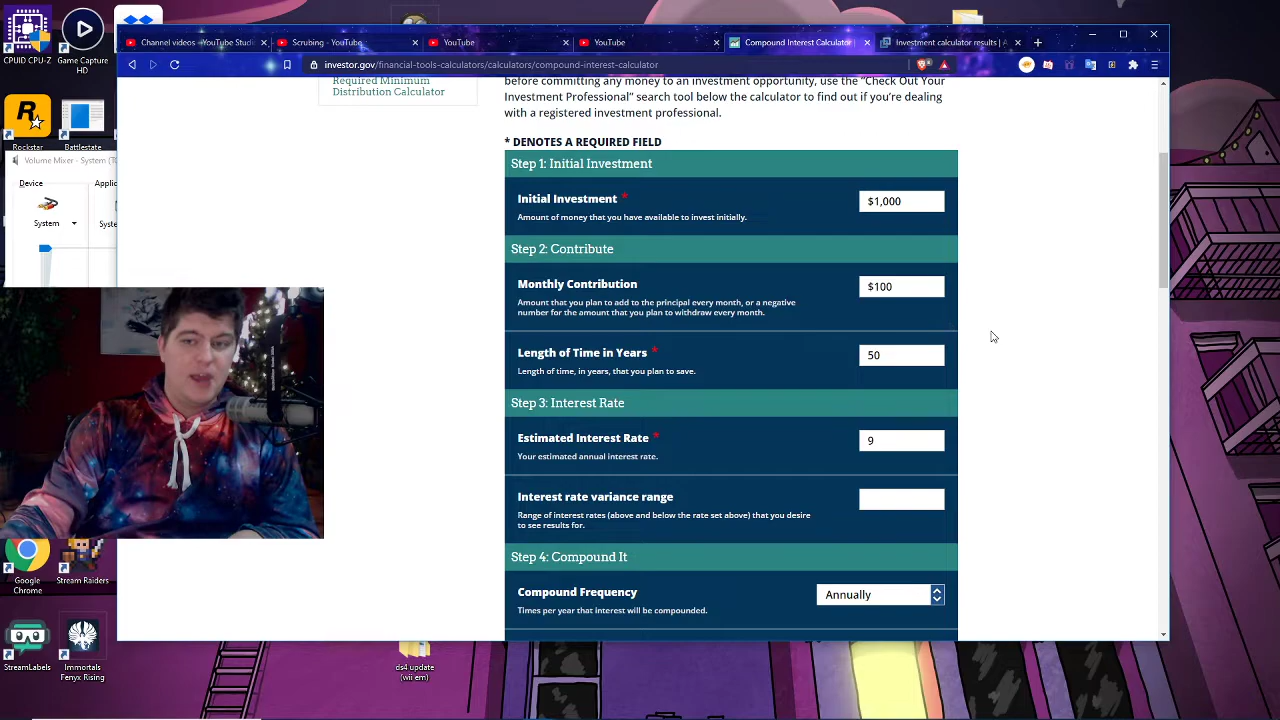 CPUID CPU-Z
Game Capture
HD
Rockstar
Battlestate
Volume Mixer - System (T
Device
Applic
System
Syste
Google
Chrome
Stream Raiders
StreamLabels
Immortals
Fenyx Rising
ds4 update
(wii em)
Channel videos - YouTube Studi
Scrubing - YouTube
YouTube
YouTube
Compound Interest Calculator
Investment calculator results | A
investor.gov/financial-tools-calculators/calculators/compound-interest-calculator
Required Minimum
Distribution Calculator
before committing any money to an investment opportunity, use the “Check Out Your
Investment Professional” search tool below the calculator to find out if you’re dealing
with a registered investment professional.
* DENOTES A REQUIRED FIELD
Step 1: Initial Investment
Initial Investment *
$1,000
Amount of money that you have available to invest initially.
Step 2: Contribute
Monthly Contribution
$100
Amount that you plan to add to the principal every month, or a negative
number for the amount that you plan to withdraw every month.
Length of Time in Years *
50
Length of time, in years, that you plan to save.
Step 3: Interest Rate
Estimated Interest Rate *
9
Your estimated annual interest rate.
Interest rate variance range
Range of interest rates (above and below the rate set above) that you desire
to see results for.
Step 4: Compound It
Compound Frequency
Annually
Times per year that interest will be compounded.